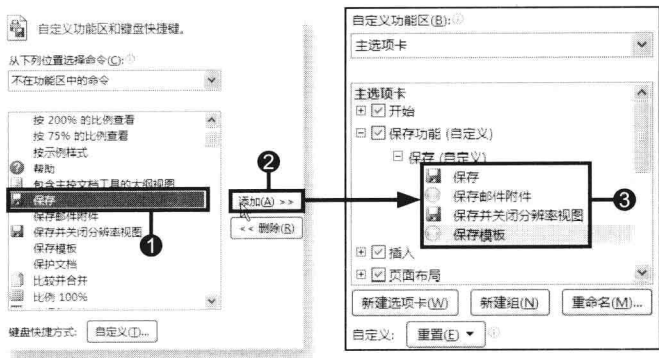 自定义功能区和键盘快捷键。
从下列位置选择命令(C):
不在功能区中的命令
按 200% 的比例查看
按 75% 的比例查看
按示例样式
帮助
包含主控文档工具的大纲视图
保存
保存邮件附件
保存并关闭分辨率视图
保存模板
保护文档
比较并合并
比例 100%
键盘快捷方式: 自定义(T)...
❶
❷
添加(A) >>
<< 删除(R)
自定义功能区(B):
主选项卡
主选项卡
开始
保存功能 (自定义)
保存 (自定义)
保存
保存邮件附件
保存并关闭分辨率视图
保存模板
❸
插入
页面布局
新建选项卡(W) 新建组(N) 重命名(M)...
自定义: 重置(E)